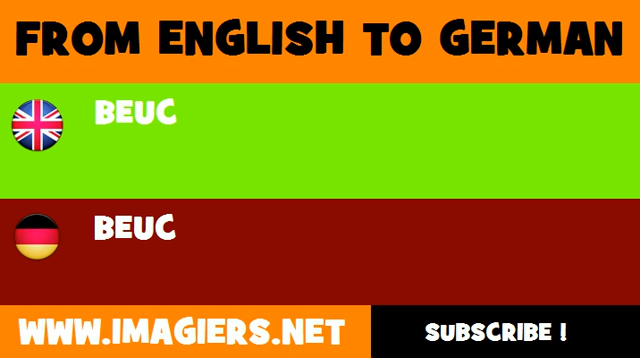 FROM ENGLISH TO GERMAN
BEUC
BEUC
WWW.IMAGIERS.NET
SUBSCRIBE !